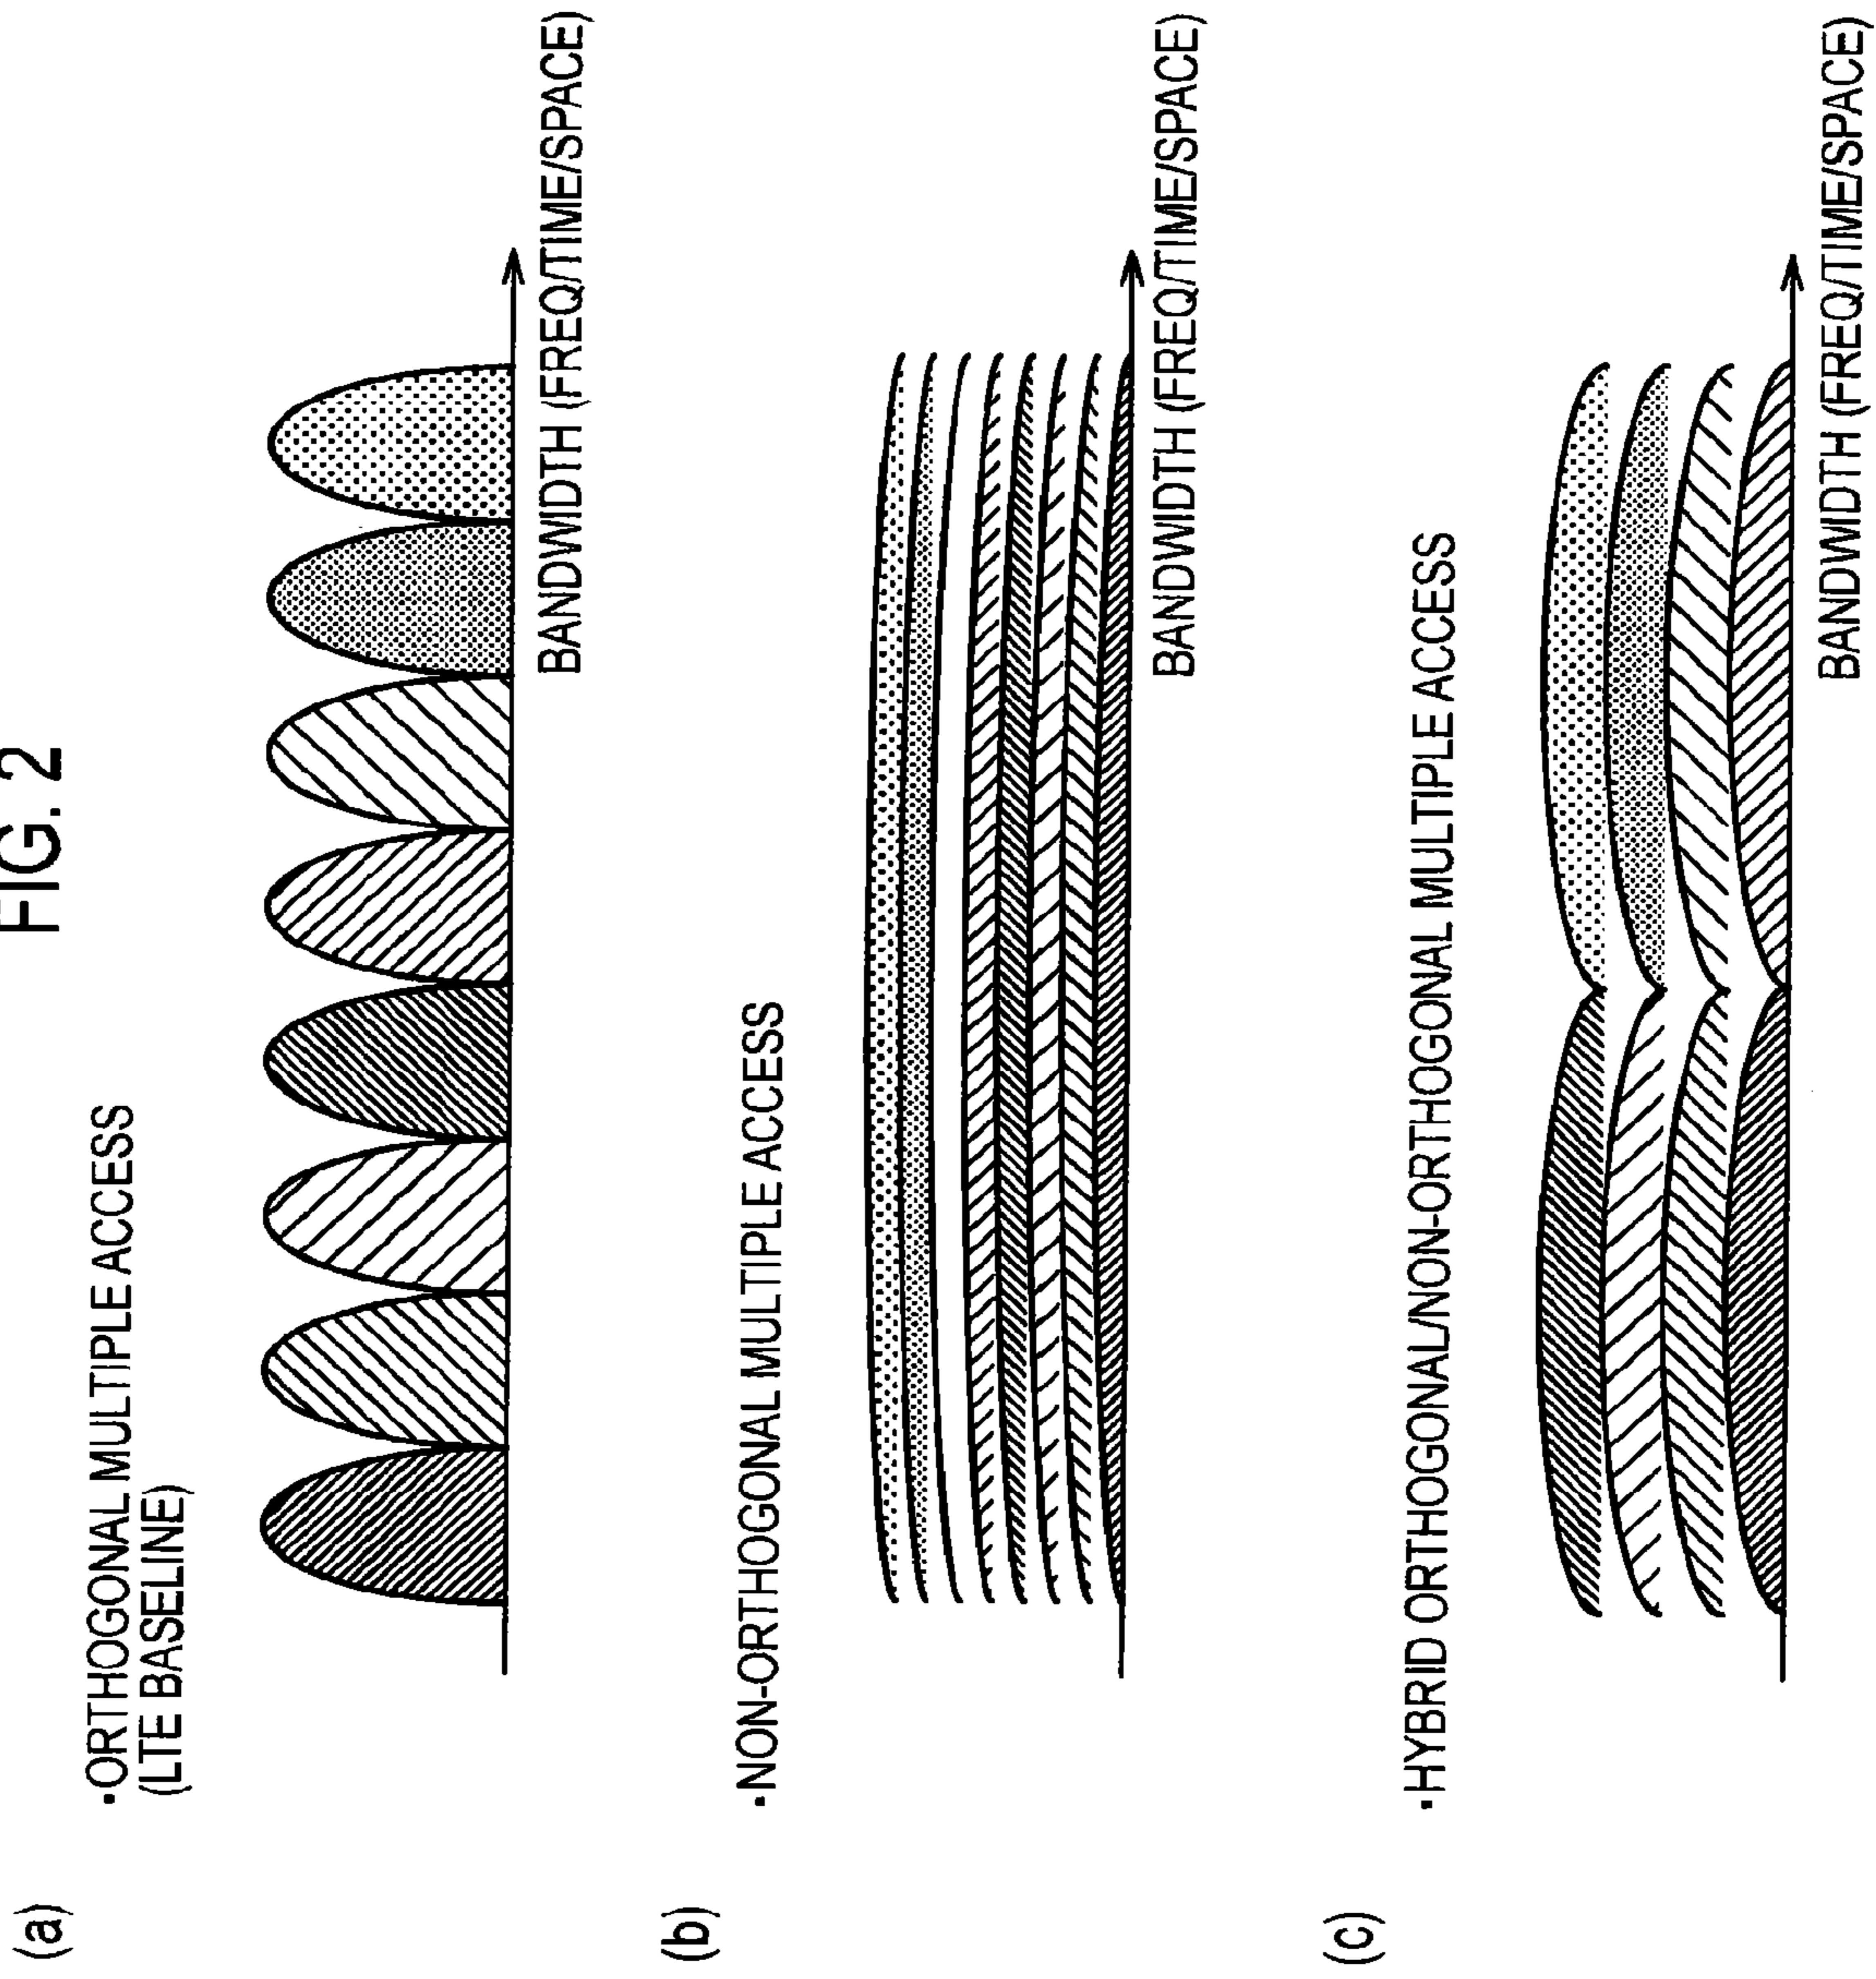 FIG. 2
(a)
·ORTHOGONAL MULTIPLE ACCESS
(LTE BASELINE)
BANDWIDTH (FREQ/TIME/SPACE)
(b)
·NON-ORTHOGONAL MULTIPLE ACCESS
BANDWIDTH (FREQ/TIME/SPACE)
(c)
·HYBRID ORTHOGONAL/NON-ORTHOGONAL MULTIPLE ACCESS
BANDWIDTH (FREQ/TIME/SPACE)